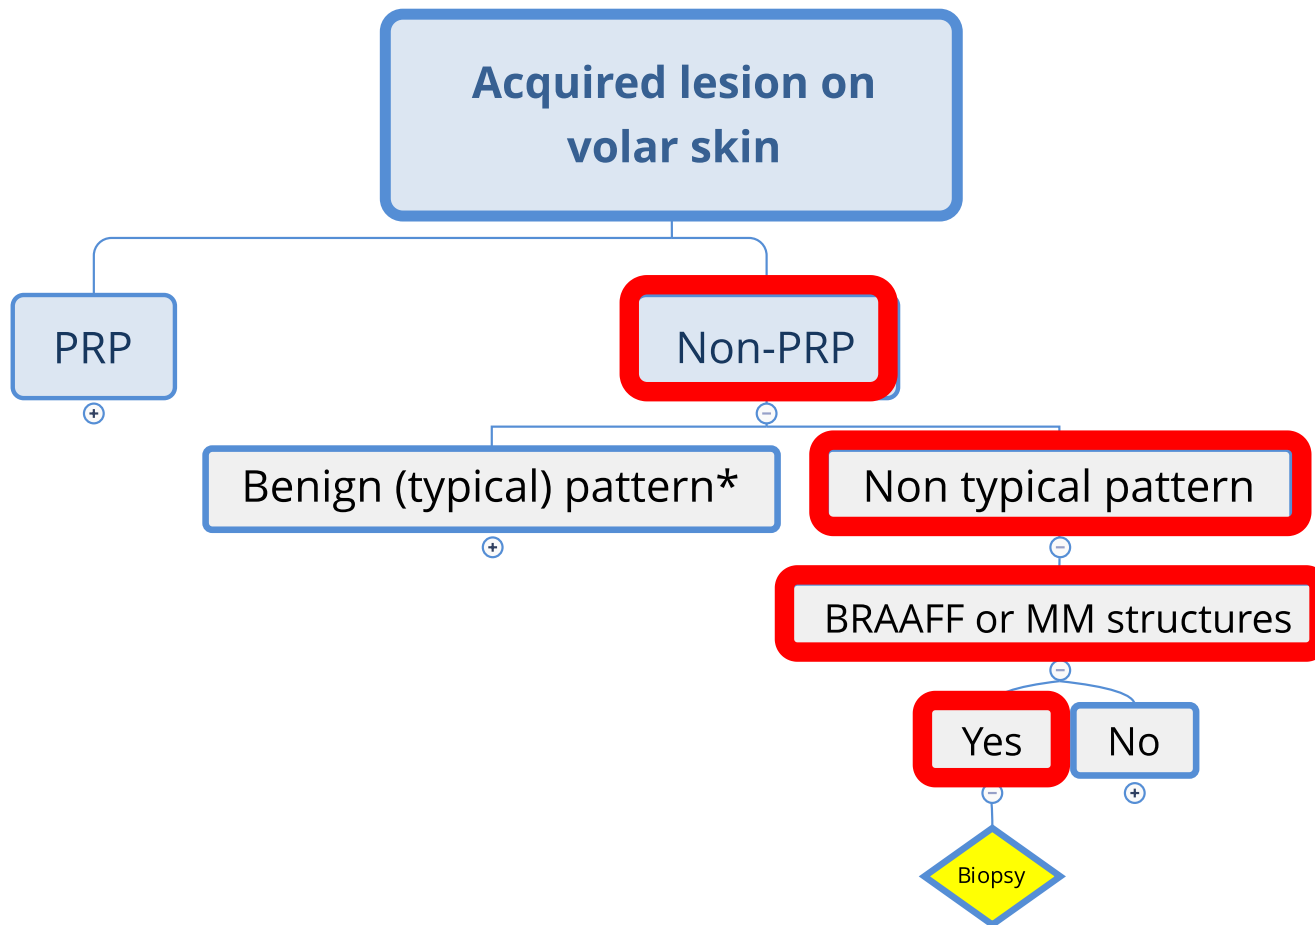 Acquired lesion on
volar skin
PRP
Non-PRP
Benign (typical) pattern*
Non typical pattern
BRAAFF or MM structures
Yes
No
Biopsy